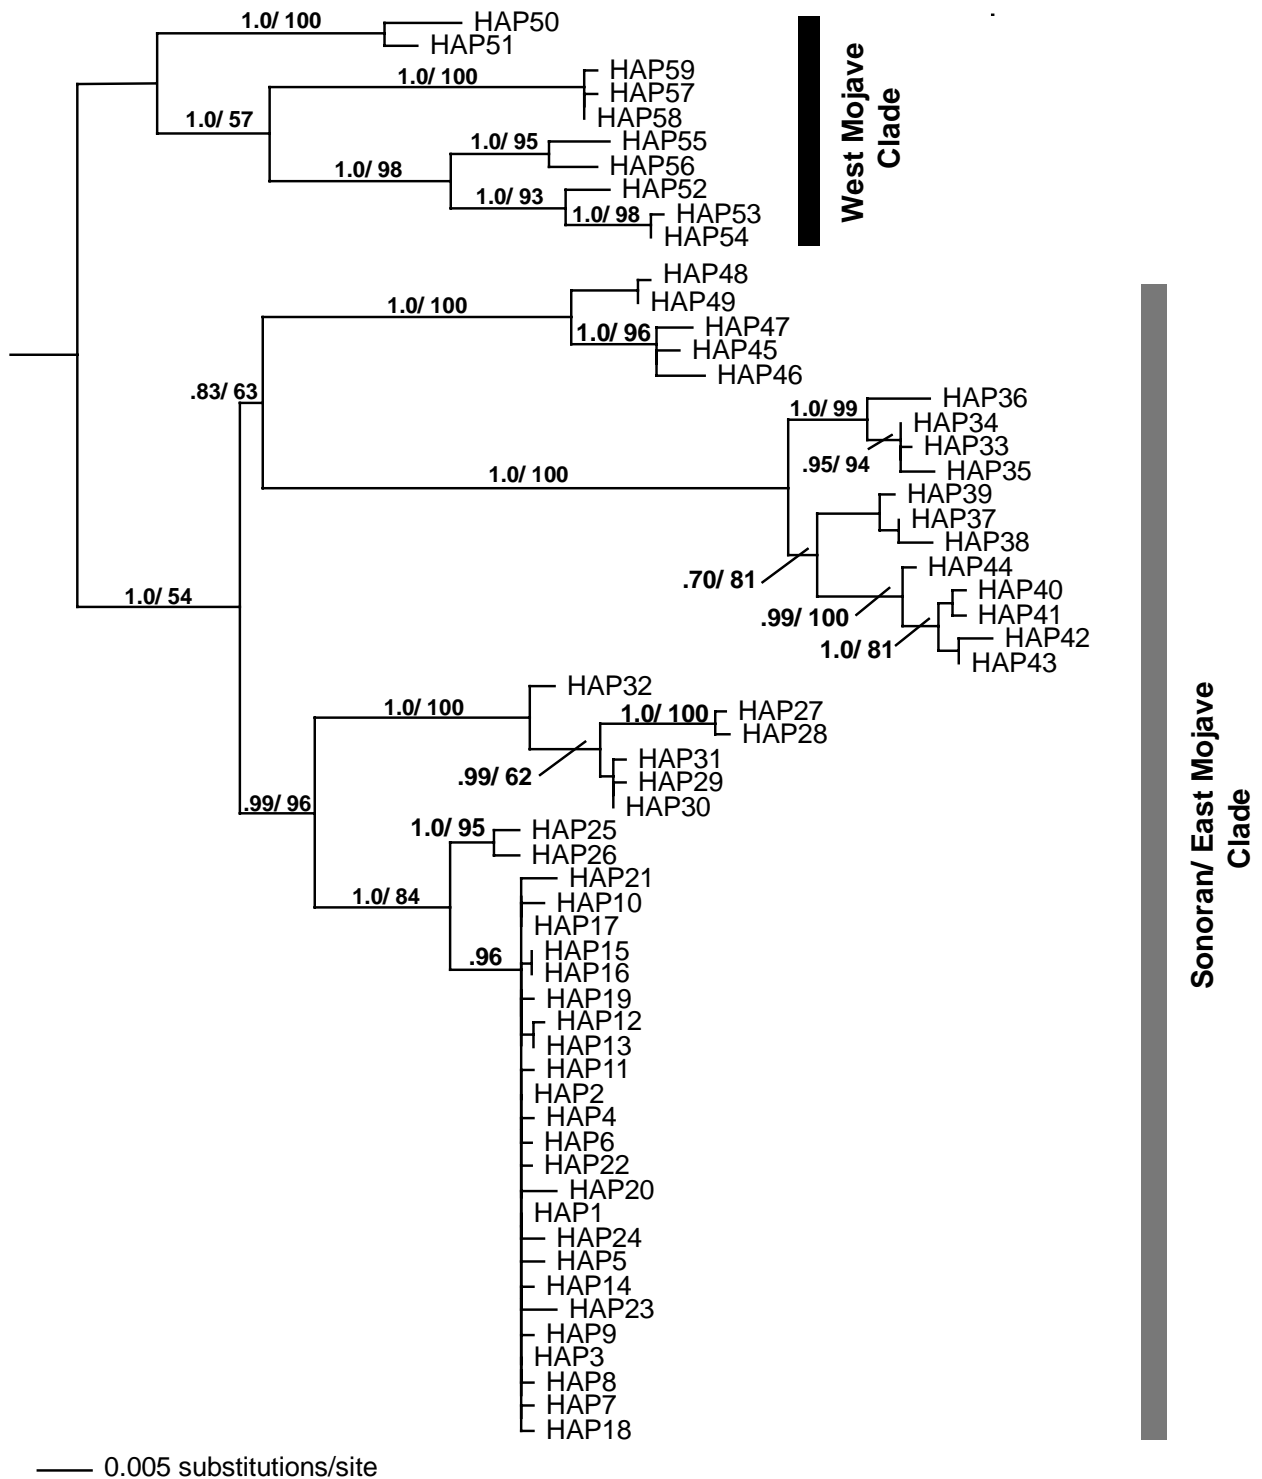 1.0/ 100
HAP50
HAP51
HAP59
1.0/ 100
HAP57
HAP58
1.0/ 57
HAP55
1.0/ 95
HAP56
1.0/ 98
HAP52
1.0/ 93
HAP53
1.0/ 98
HAP54
West Mojave
Clade
HAP48
HAP49
1.0/ 100
HAP47
1.0/ 96
HAP45
HAP46
.83/ 63
HAP36
1.0/ 99
HAP34
HAP33
.95/ 94
HAP35
1.0/ 100
HAP39
HAP37
HAP38
.70/ 81
HAP44
HAP40
.99/ 100
HAP41
HAP42
1.0/ 81
HAP43
1.0/ 54
HAP32
1.0/ 100
1.0/ 100
HAP27
HAP28
HAP31
.99/ 62
HAP29
HAP30
.99/ 96
1.0/ 95
HAP25
HAP26
HAP21
1.0/ 84
HAP10
HAP17
HAP15
.96
HAP16
HAP19
HAP12
HAP13
HAP11
HAP2
HAP4
HAP6
HAP22
HAP20
HAP1
HAP24
HAP5
HAP14
HAP23
HAP9
HAP3
HAP8
HAP7
HAP18
Sonoran/ East Mojave
Clade
0.005 substitutions/site